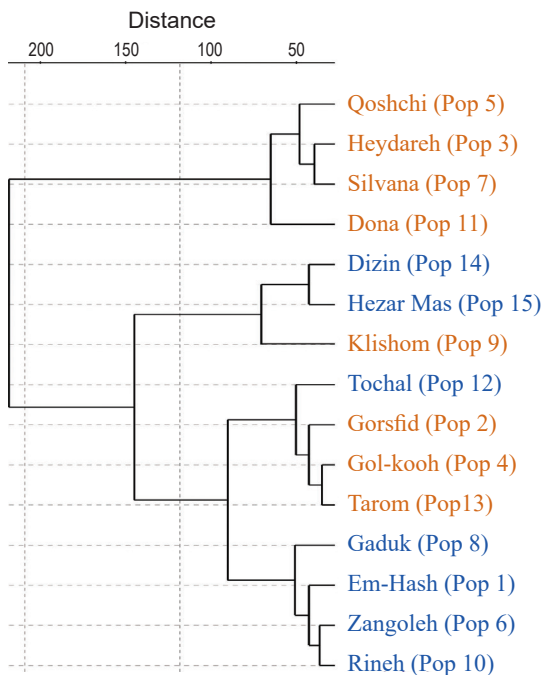 Distance
200 150 100 50
Qoshchi (Pop 5)
Heydareh (Pop 3)
Silvana (Pop 7)
Dona (Pop 11)
Dizin (Pop 14)
Hezar Mas (Pop 15)
Klishom (Pop 9)
Tochal (Pop 12)
Gorsfid (Pop 2)
Gol-kooh (Pop 4)
Tarom (Pop13)
Gaduk (Pop 8)
Em-Hash (Pop 1)
Zangoleh (Pop 6)
Rineh (Pop 10)